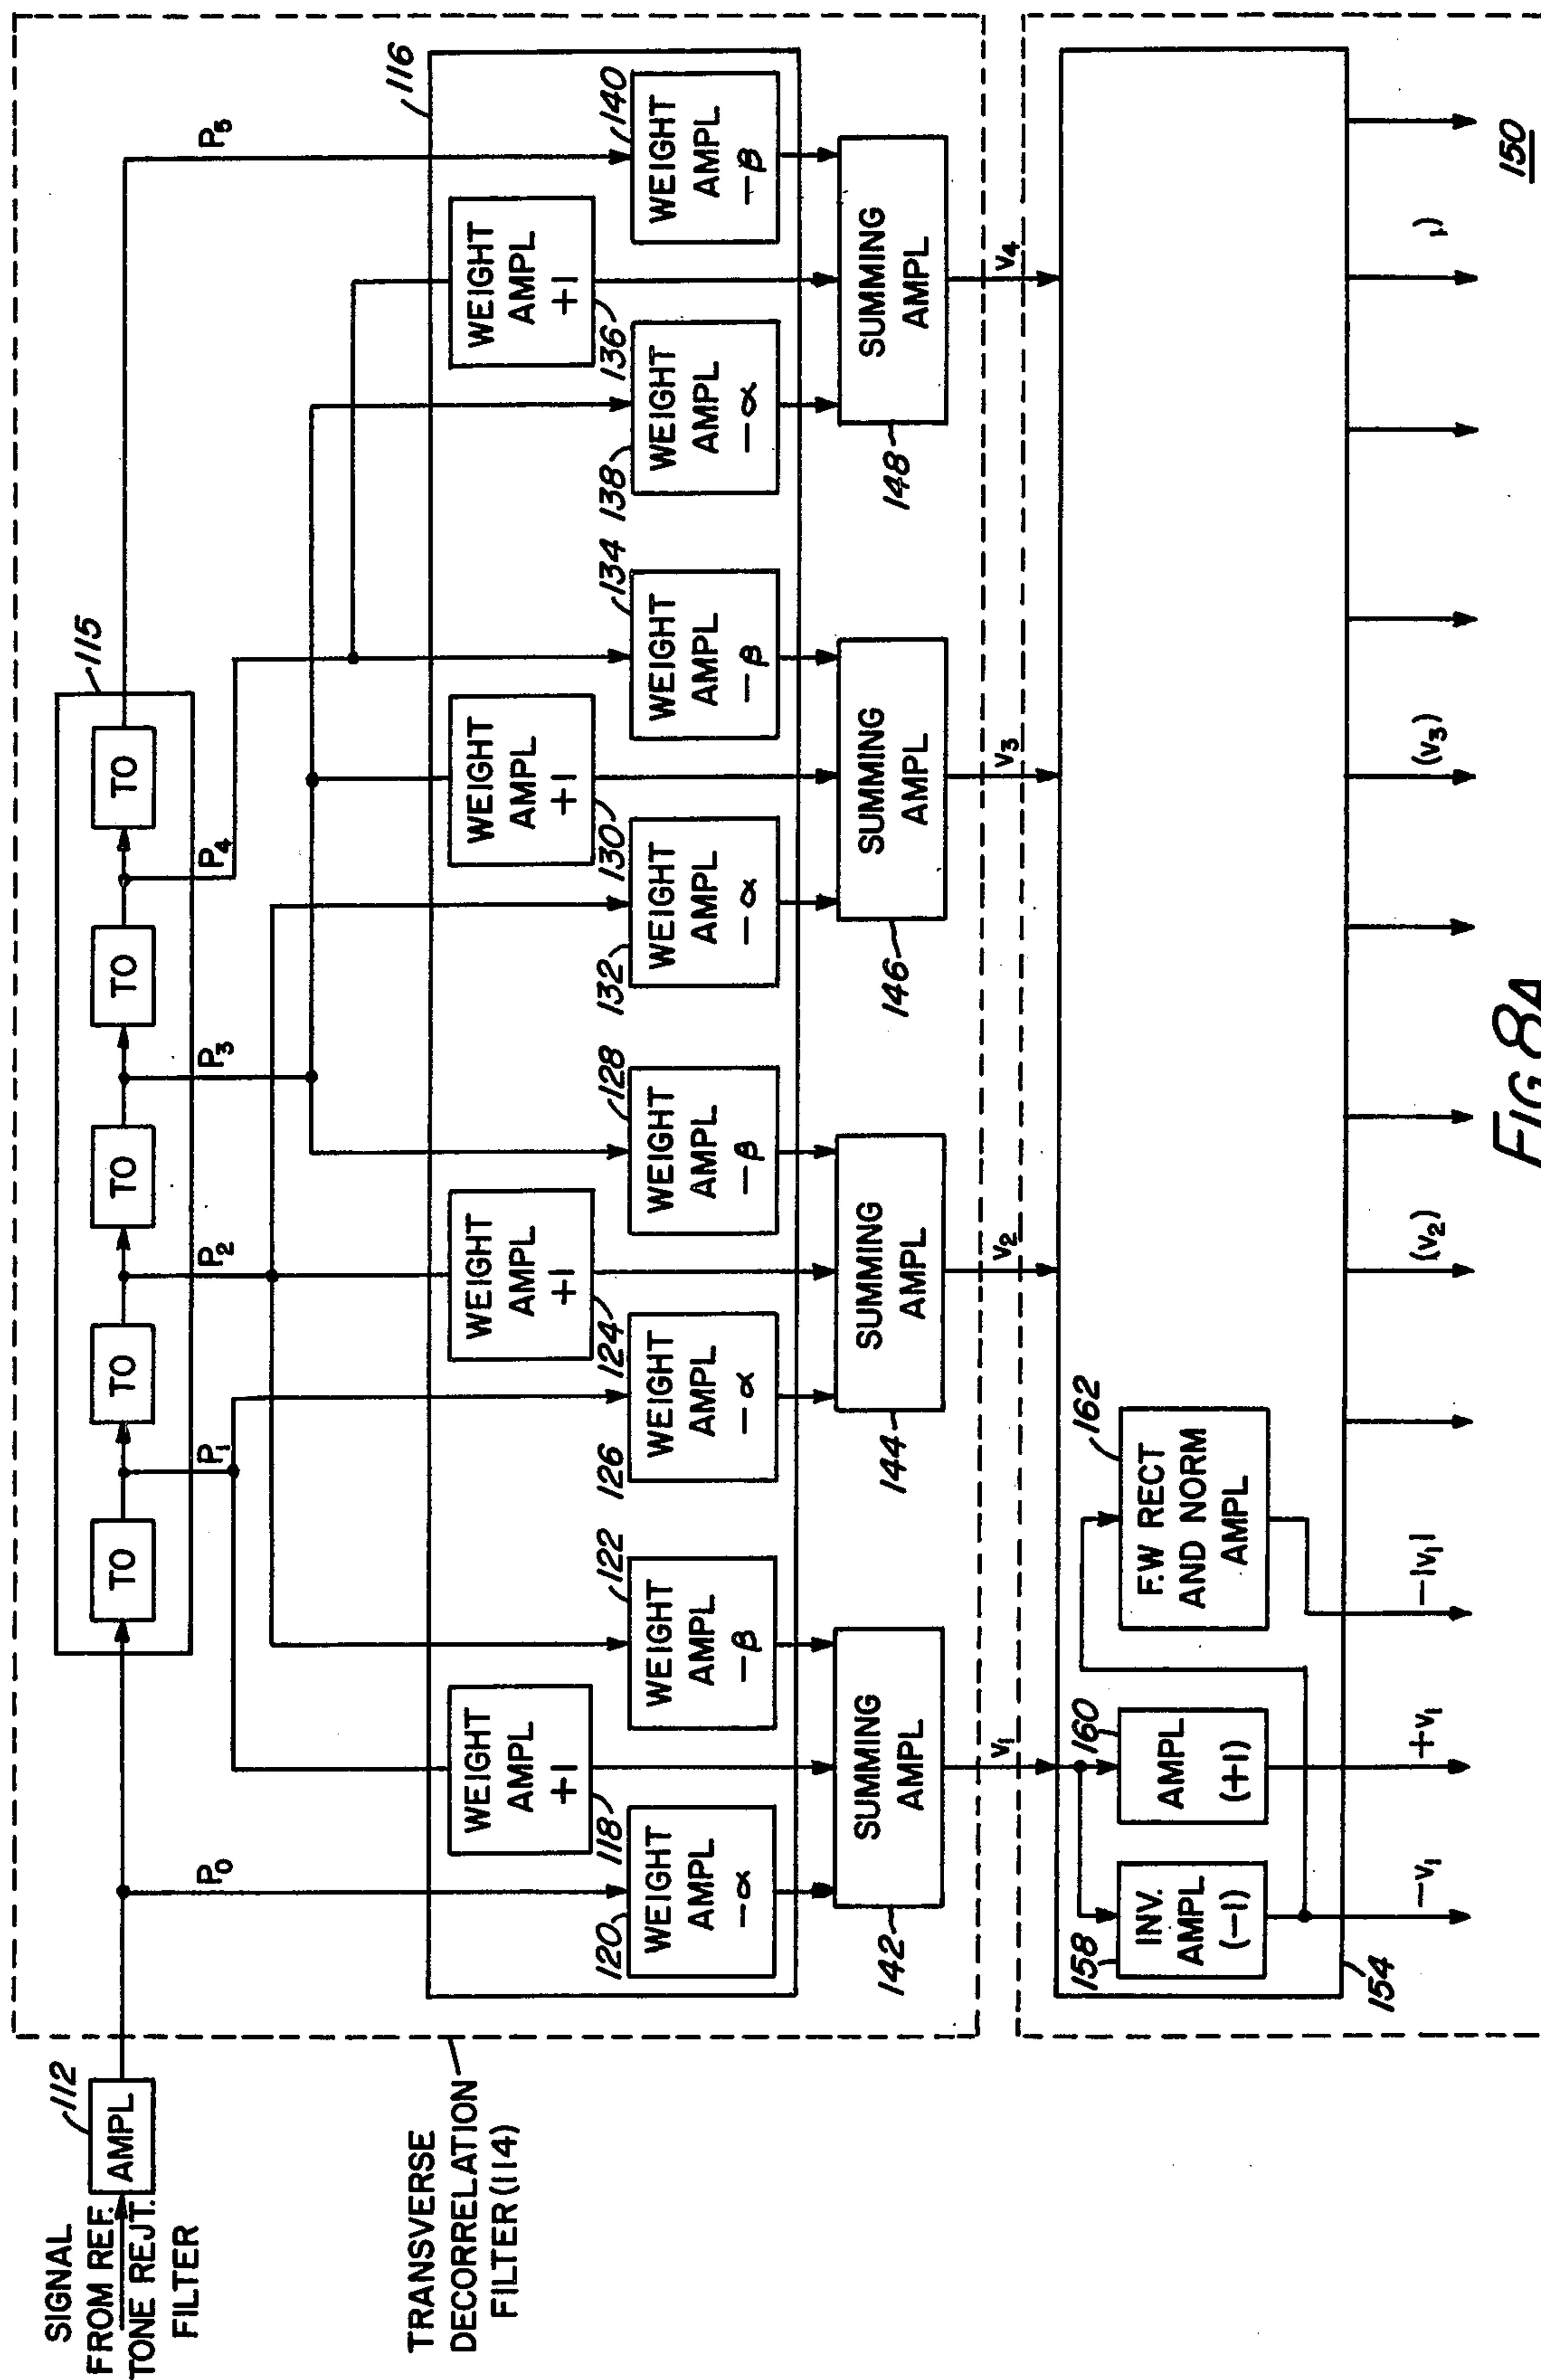 SIGNAL
FROM REF.
TONE REJT.
FILTER
112
AMPL
115
TO
TO
TO
TO
TO
P0
P1
P2
P3
P4
P5
TRANSVERSE
DECORRELATION
FILTER (114)
116
WEIGHT
AMPL
+1
118
WEIGHT
AMPL
+1
124
WEIGHT
AMPL
+1
130
WEIGHT
AMPL
+1
136
120
WEIGHT
AMPL
-α
122
WEIGHT
AMPL
-β
126
WEIGHT
AMPL
-α
128
WEIGHT
AMPL
-β
132
WEIGHT
AMPL
-α
134
WEIGHT
AMPL
-β
138
WEIGHT
AMPL
-α
140
WEIGHT
AMPL
-β
142
SUMMING
AMPL
144
SUMMING
AMPL
146
SUMMING
AMPL
148
SUMMING
AMPL
V1
V2
V3
V4
158
INV.
AMPL
(-1)
160
AMPL
(+1)
162
F.W RECT
AND NORM
AMPL
154
-V1
+V1
-|V1|
(V2)
(V3)
150
FIG. 8A